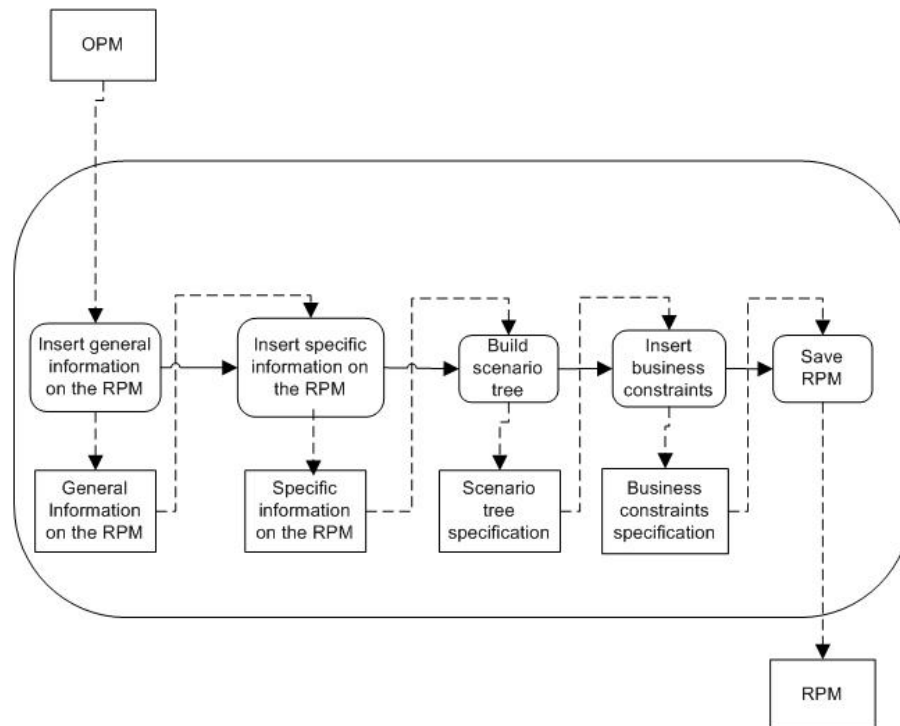 OPM
Insert general
information
on the RPM
Insert specific
information on
the RPM
Build
scenario
tree
Insert
business
constraints
Save
RPM
General
Information
on the RPM
Specific
information
on the RPM
Scenario
tree
specification
Business
constraints
specification
RPM